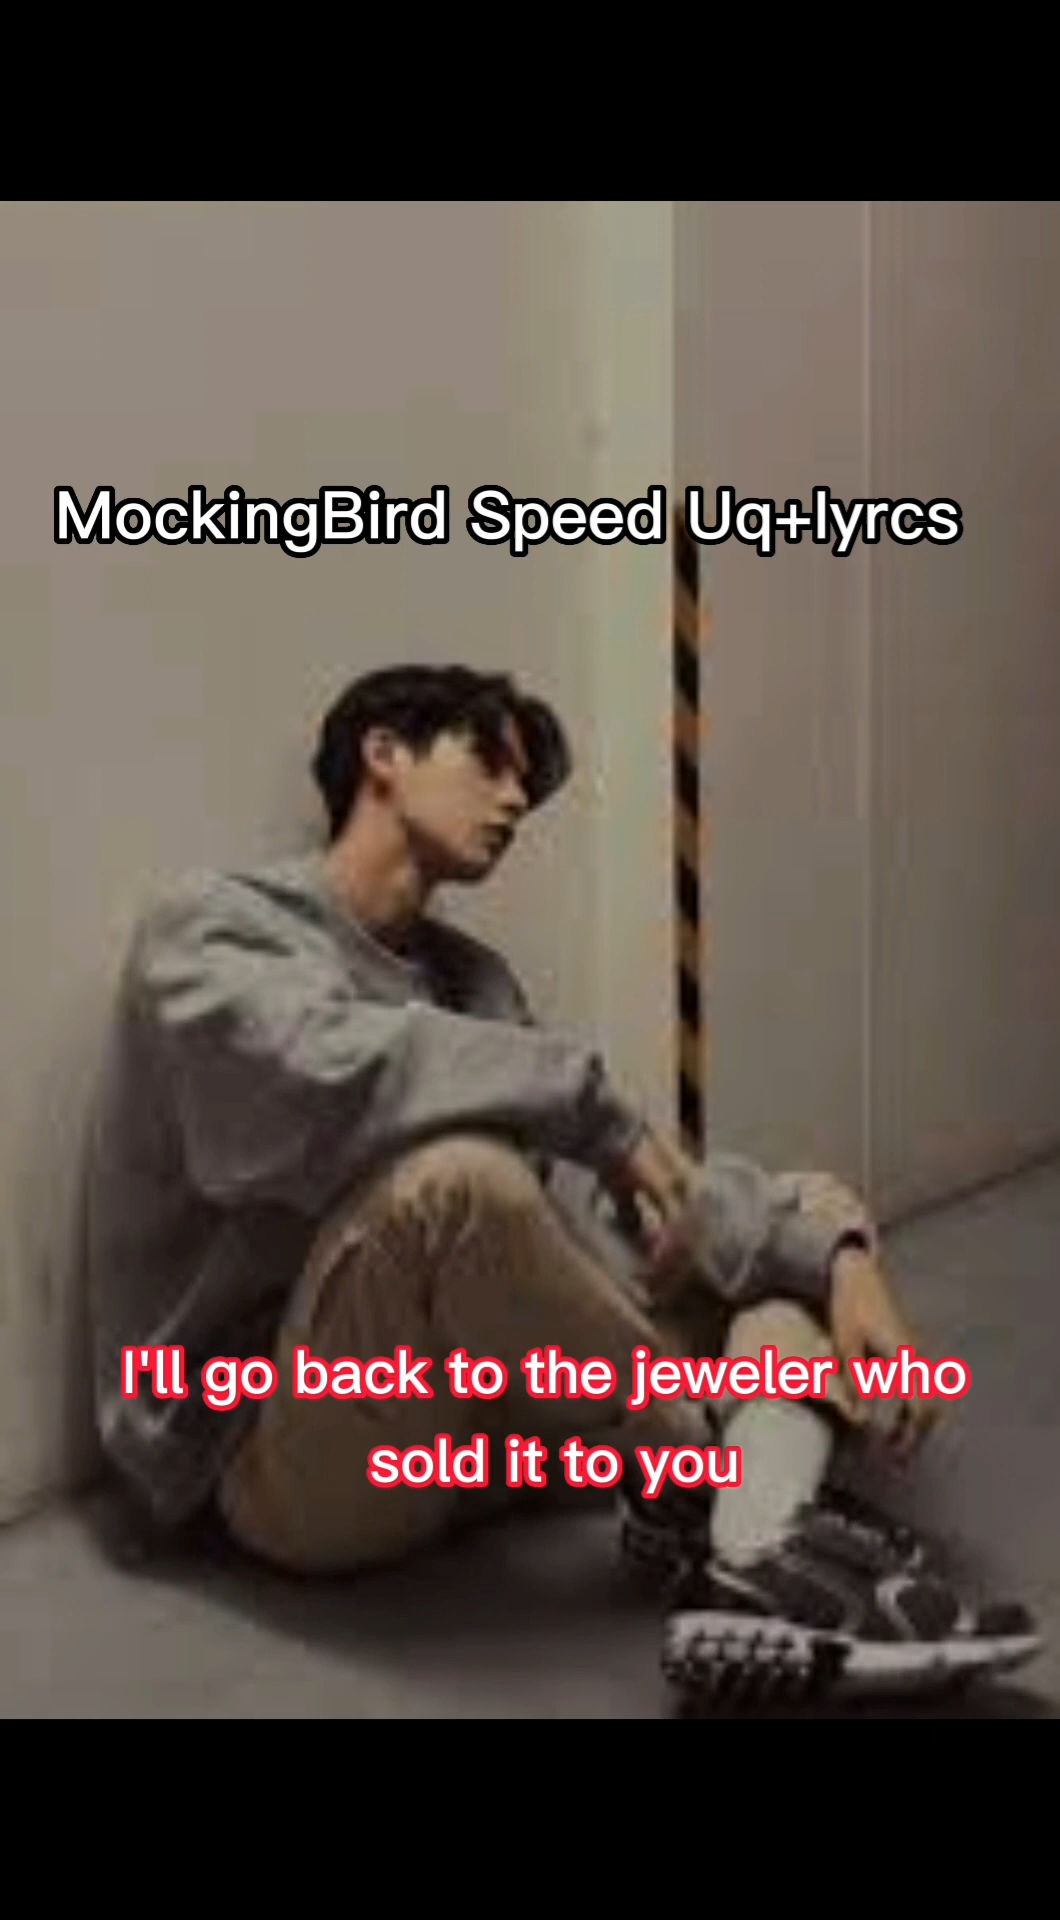 MockingBird Speed Uq+lyrcs
I'll go back to the jeweler who
sold it to you